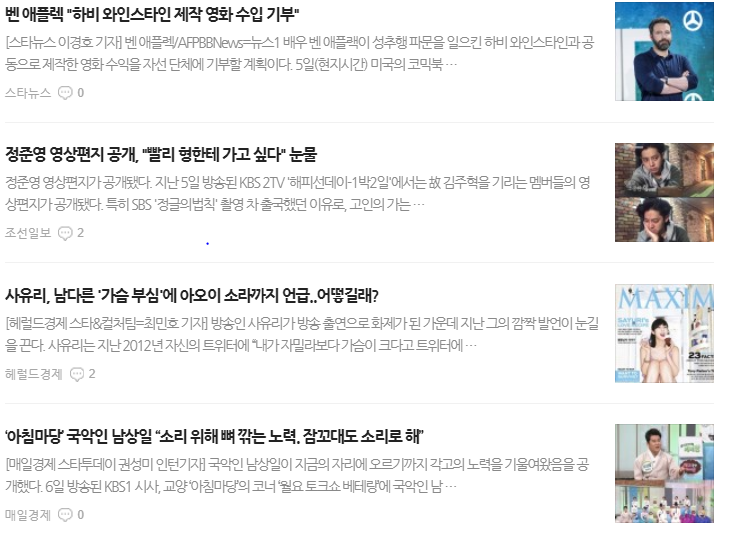 벤 애플렉 "하비 와인스타인 제작 영화 수입 기부"
[스타뉴스 이경호 기자] 벤 애플렉/AFPBBNews=뉴스1 배우 벤 애플랙이 성추행 파문을 일으킨 하비 와인스타인과 공
동으로 제작한 영화 수익을 자선 단체에 기부할 계획이다. 5일(현지시간) 미국의 코믹북 …
스타뉴스 0
정준영 영상편지 공개, "빨리 형한테 가고 싶다" 눈물
정준영 영상편지가 공개됐다. 지난 5일 방송된 KBS 2TV '해피선데이-1박2일'에서는 故 김주혁을 기리는 멤버들의 영
상편지가 공개됐다. 특히 SBS '정글의법칙' 촬영 차 출국했던 이유로, 고인의 가는 …
조선일보 2
사유리, 남다른 '가슴 부심'에 아오이 소라까지 언급..어떻길래?
[헤럴드경제 스타&컬처팀=최민호 기자] 방송인 사유리가 방송 출연으로 화제가 된 가운데 지난 그의 깜짝 발언이 눈길
을 끈다. 사유리는 지난 2012년 자신의 트위터에 “내가 자밀라보다 가슴이 크다고 트위터에 …
헤럴드경제 2
MAXIM
‘아침마당’ 국악인 남상일 “소리 위해 뼈 깎는 노력. 잠꼬대도 소리로 해”
[매일경제 스타투데이 권성미 인턴기자] 국악인 남상일이 지금의 자리에 오르기까지 각고의 노력을 기울여왔음을 공
개했다. 6일 방송된 KBS1 시사, 교양 ‘아침마당’의 코너 ‘월요 토크쇼 베테랑’에 국악인 남 …
매일경제 0